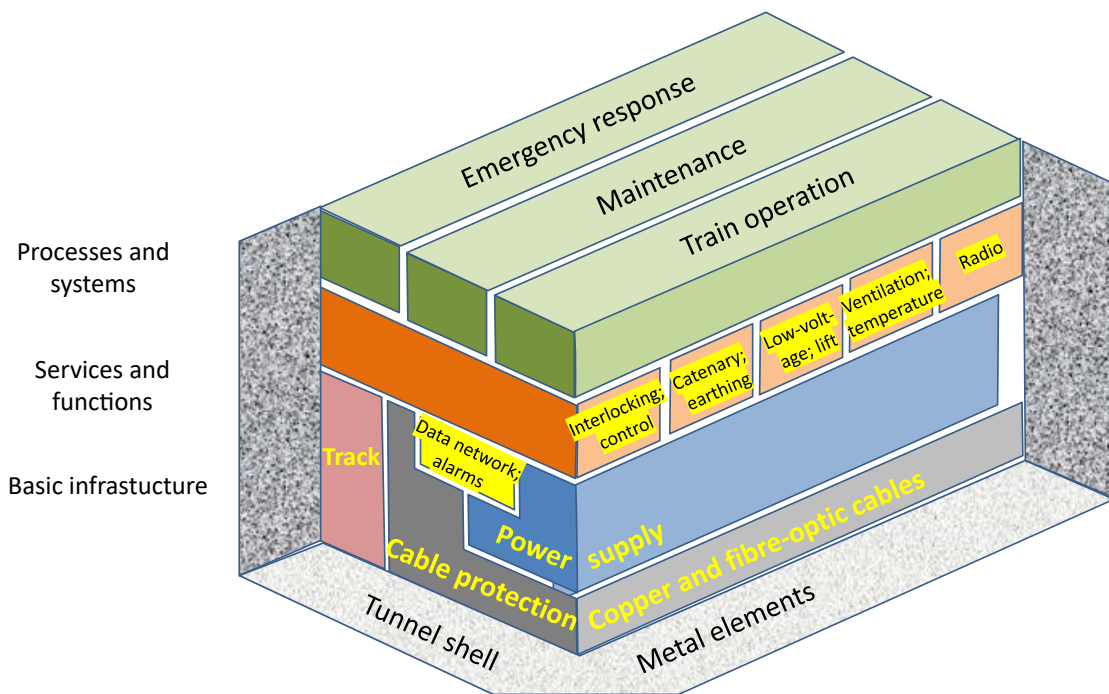 Emergency response
Maintenance
Train operation
Processes and
systems
Services and
functions
Basic infrastucture
Radio
Ventilation;
temperature
Low-volt-
age; lift
Catenary;
earthing
Interlocking;
control
Data network;
alarms
Track
Power supply
Cable protection
Copper and fibre-optic cables
Tunnel shell
Metal elements